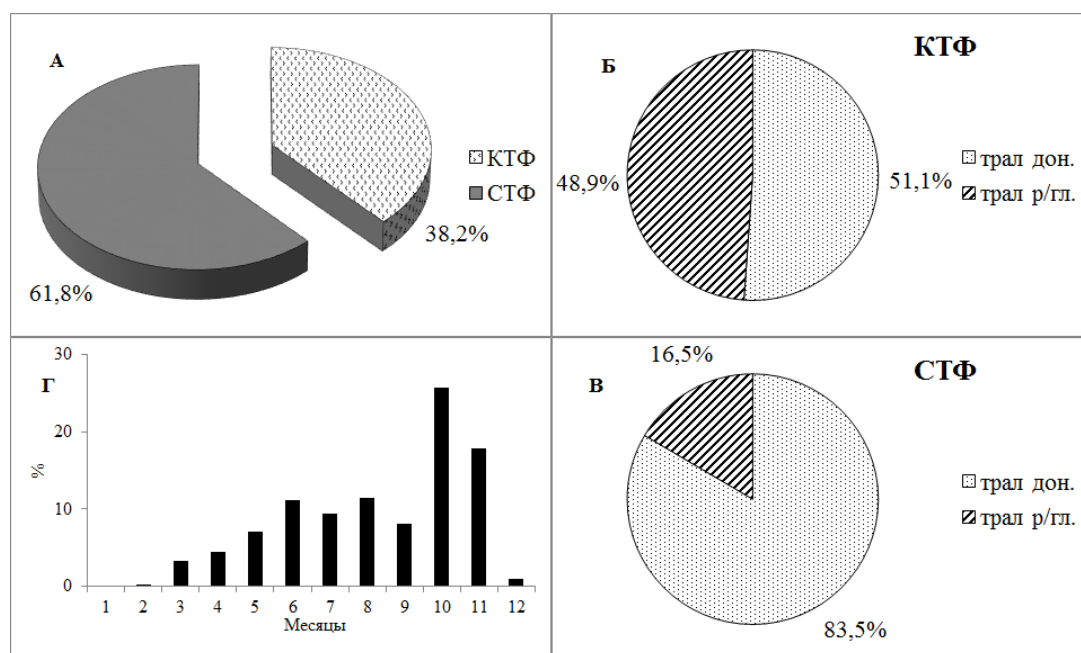 А
КТФ
СТФ
38,2%
61,8%
Б
КТФ
48,9%
51,1%
трал дон.
трал р/гл.
Г
30
20
10
0
%
1 2 3 4 5 6 7 8 9 10 11 12
Месяцы
В
СТФ
16,5%
трал дон.
трал р/гл.
83,5%